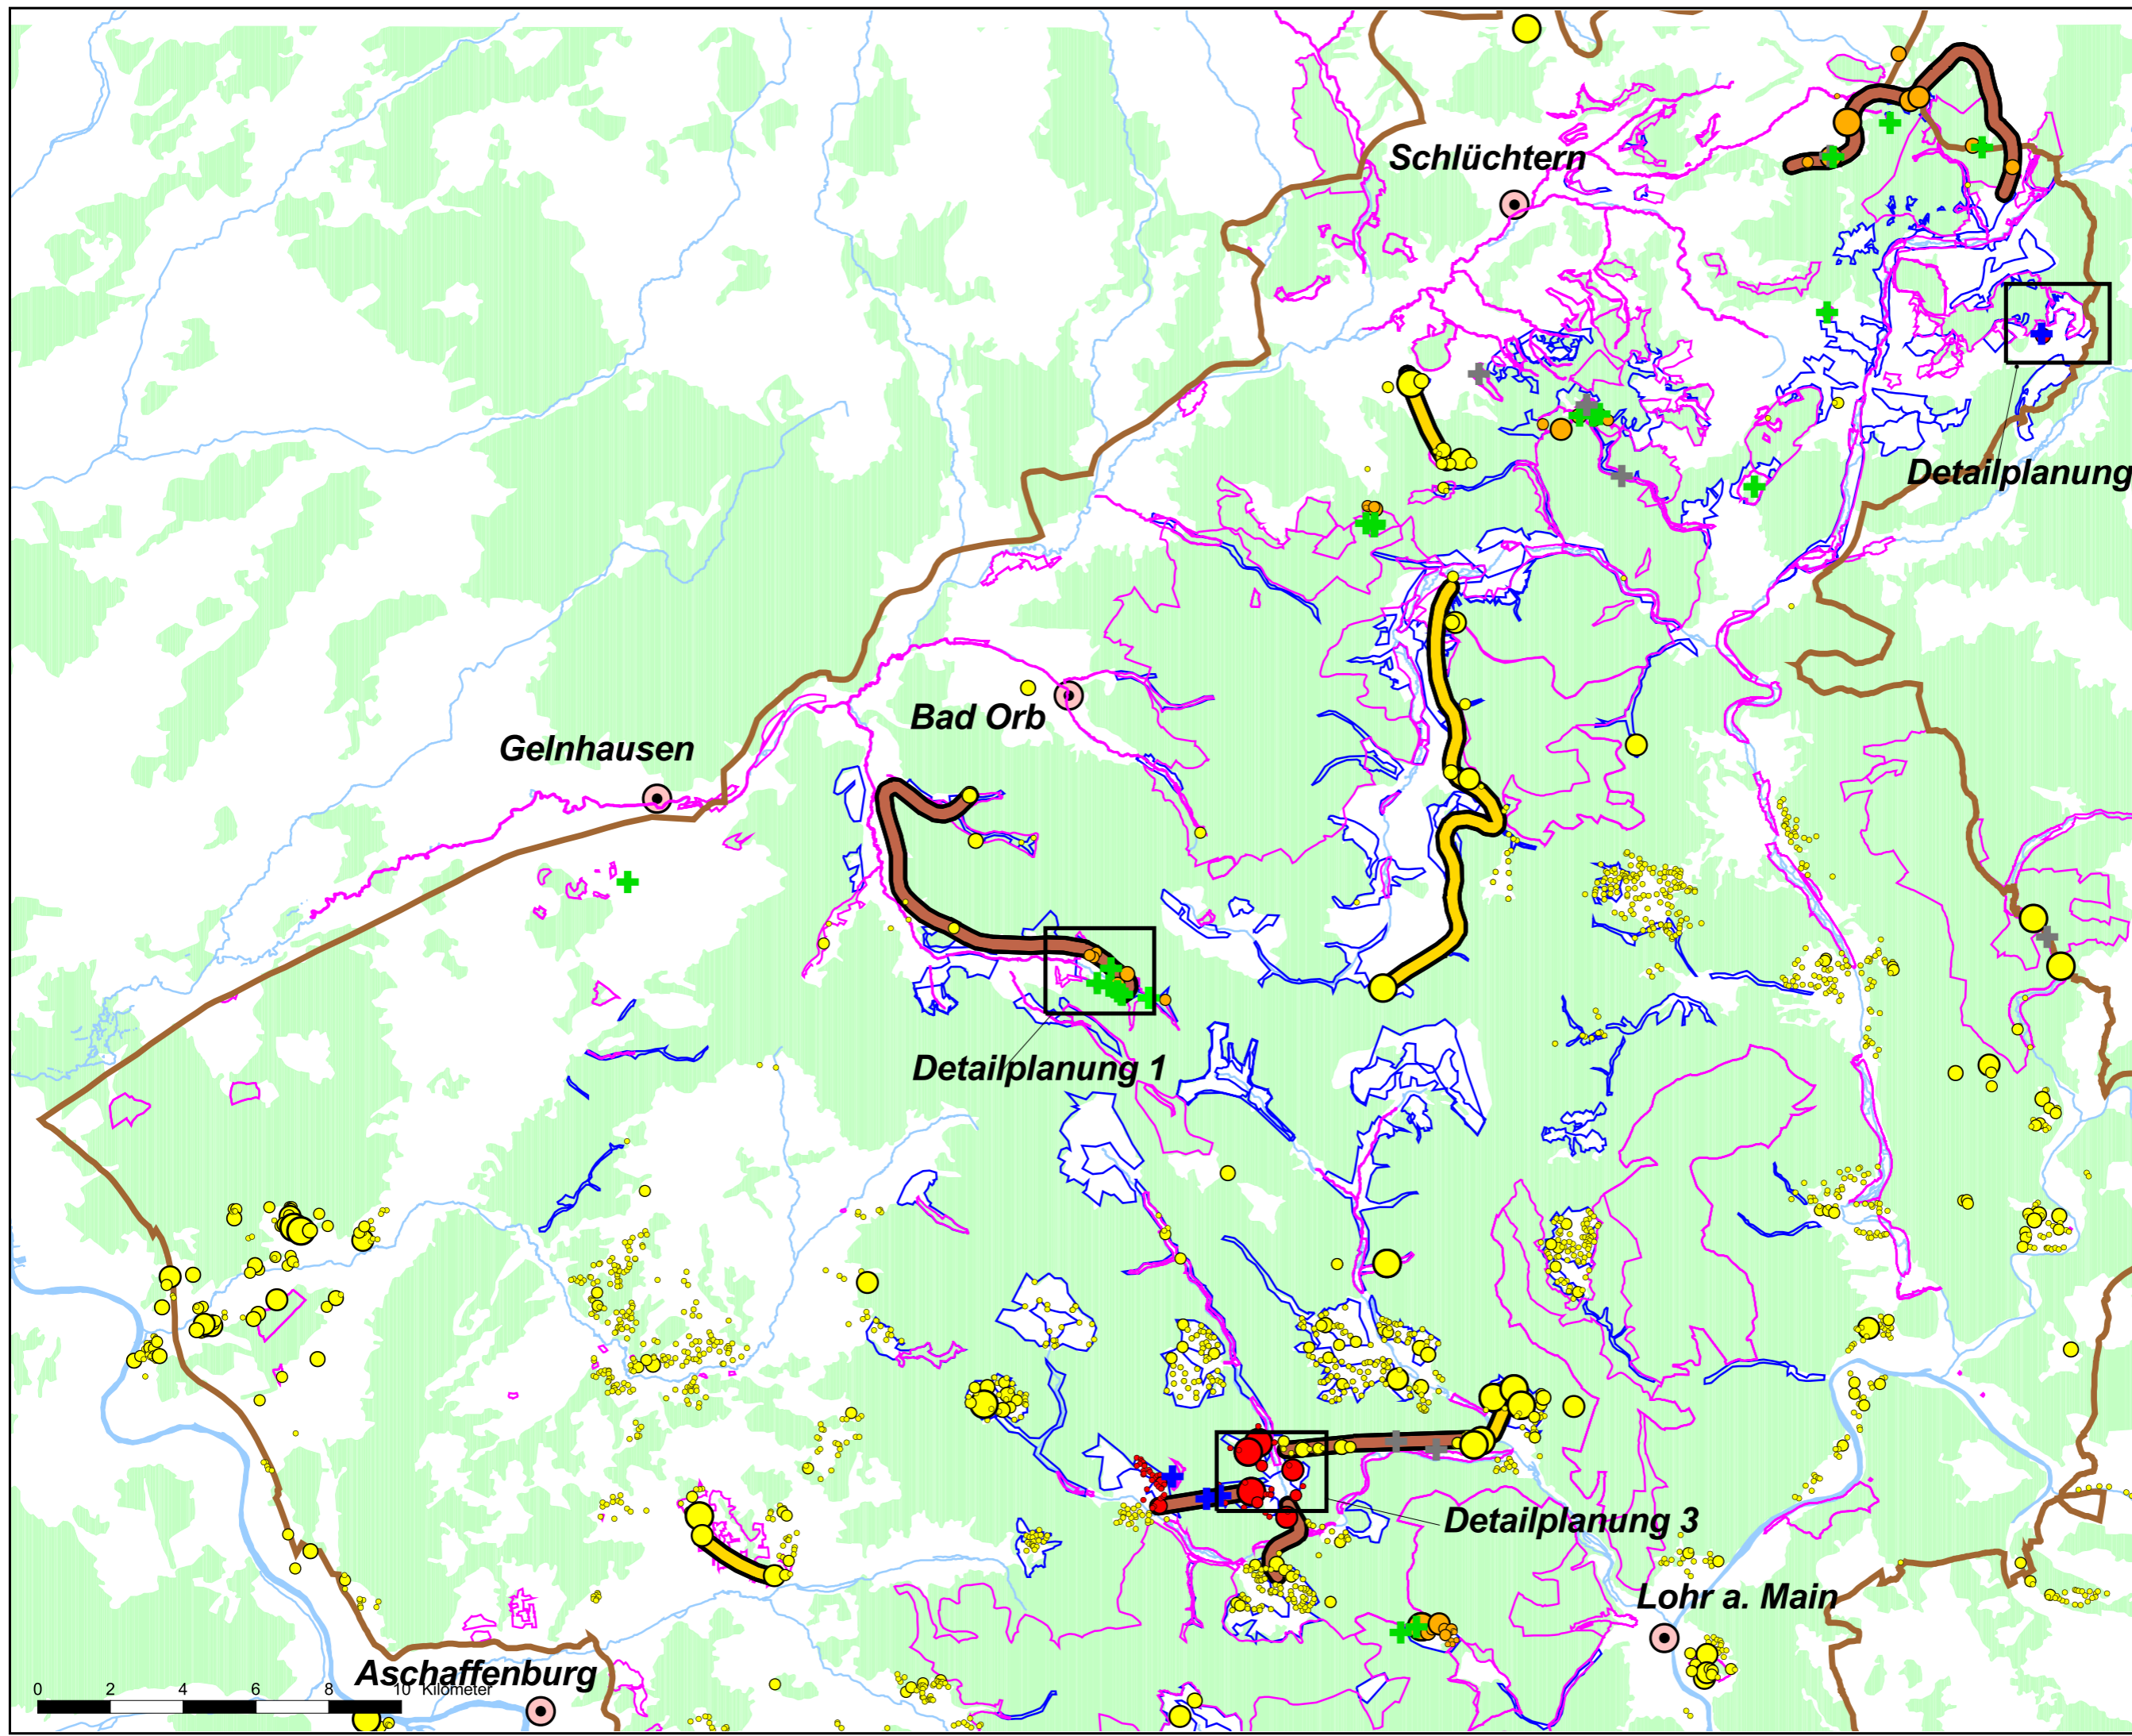 Schlüchtern
Detailplanung
Bad Orb
Gelnhausen
Detailplanung 1
Detailplanung 3
Lohr a. Main
Aschaffenburg
0 2 4 6 8 10 Kilometer